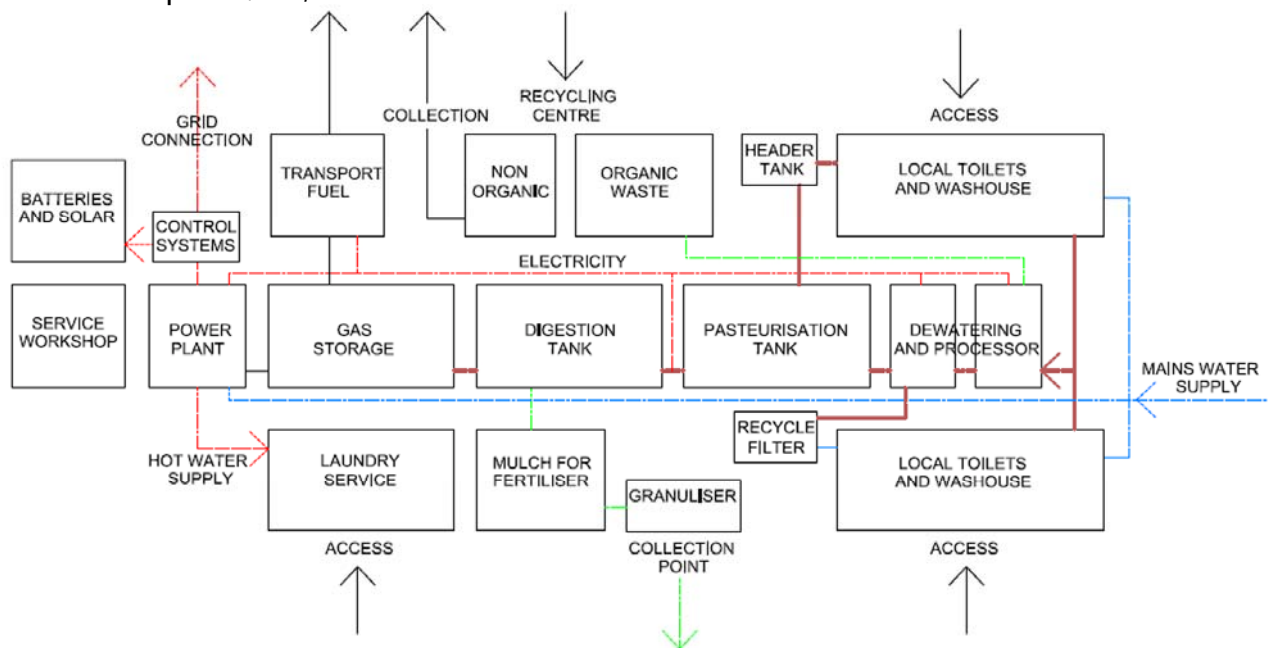 RECYCLING
CENTRE
COLLECTION
ACCESS
GRID
CONNECTION
TRANSPORT
FUEL
NON
ORGANIC
ORGANIC
WASTE
HEADER
TANK
LOCAL TOILETS
AND WASHOUSE
BATTERIES
AND SOLAR
CONTROL
SYSTEMS
ELECTRICITY
SERVICE
WORKSHOP
POWER
PLANT
GAS
STORAGE
DIGESTION
TANK
PASTEURISATION
TANK
DEWATERING
AND PROCESSOR
MAINS WATER
SUPPLY
RECYCLE
FILTER
HOT WATER
SUPPLY
LAUNDRY
SERVICE
MULCH FOR
FERTILISER
GRANULISER
LOCAL TOILETS
AND WASHOUSE
ACCESS
COLLECTION
POINT
ACCESS